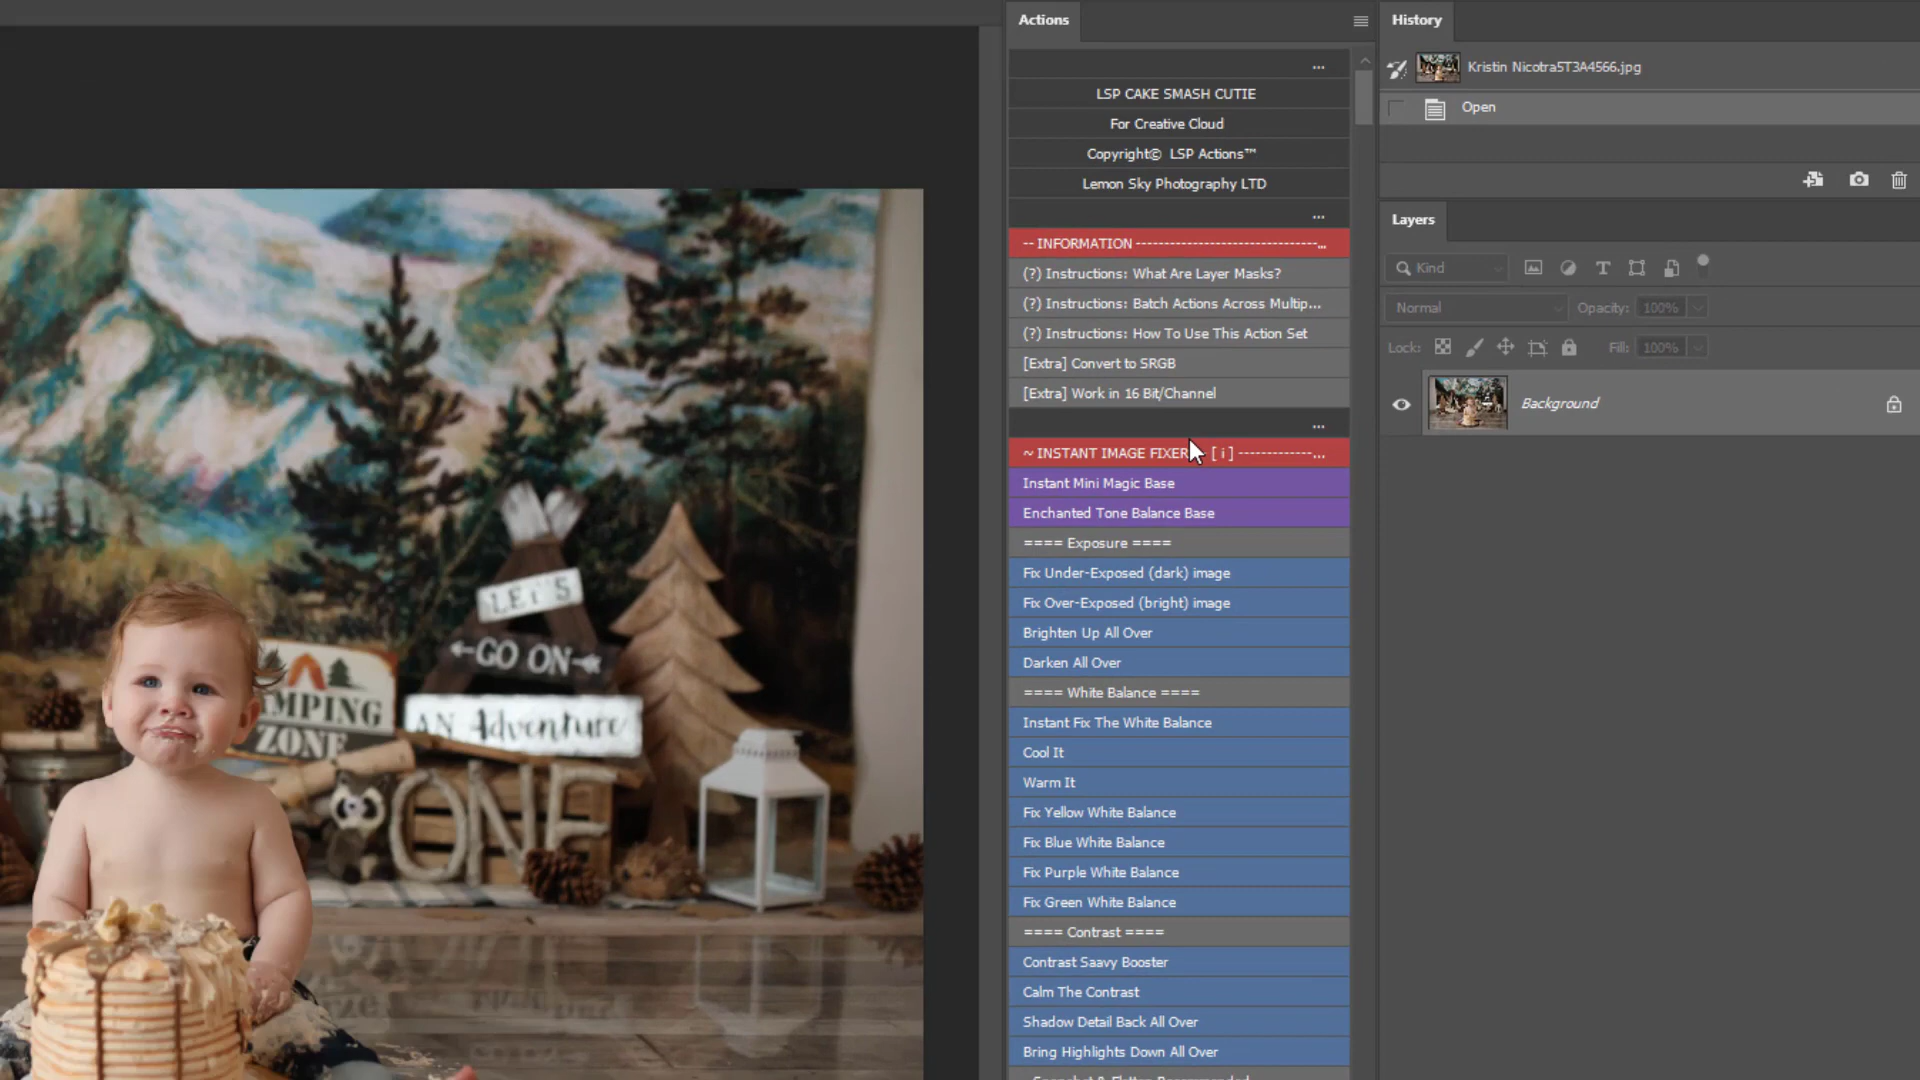 Actions
...
LSP CAKE SMASH CUTIE
For Creative Cloud
Copyright© LSP Actions™
Lemon Sky Photography LTD
...
-- INFORMATION --------------------------------...
(?) Instructions: What Are Layer Masks?
(?) Instructions: Batch Actions Across Multip...
(?) Instructions: How To Use This Action Set
[Extra] Convert to SRGB
[Extra] Work in 16 Bit/Channel
...
~ INSTANT IMAGE FIXER [ i ] -------------...
Instant Mini Magic Base
Enchanted Tone Balance Base
==== Exposure ====
Fix Under-Exposed (dark) image
Fix Over-Exposed (bright) image
Brighten Up All Over
Darken All Over
==== White Balance ====
Instant Fix The White Balance
Cool It
Warm It
Fix Yellow White Balance
Fix Blue White Balance
Fix Purple White Balance
Fix Green White Balance
==== Contrast ====
Contrast Saavy Booster
Calm The Contrast
Shadow Detail Back All Over
Bring Highlights Down All Over
History
Kristin Nicotra5T3A4566.jpg
Open
Layers
Kind
Normal
Opacity: 100%
Lock:
Fill: 100%
Background
LET'S
GO ON
AN Adventure
AMPING
ZONE
ONE